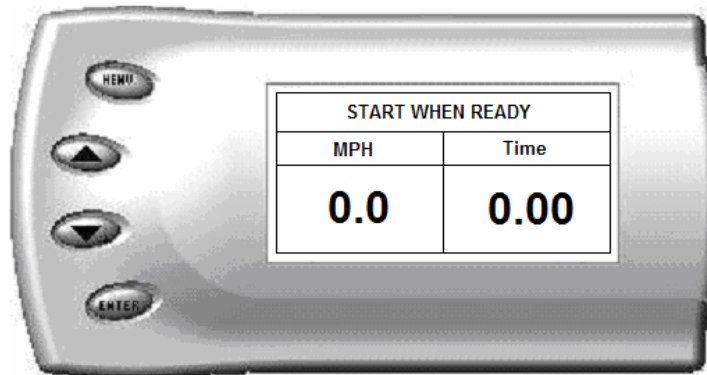 MENU
START WHEN READY
MPH Time
0.0 0.00
ENTER